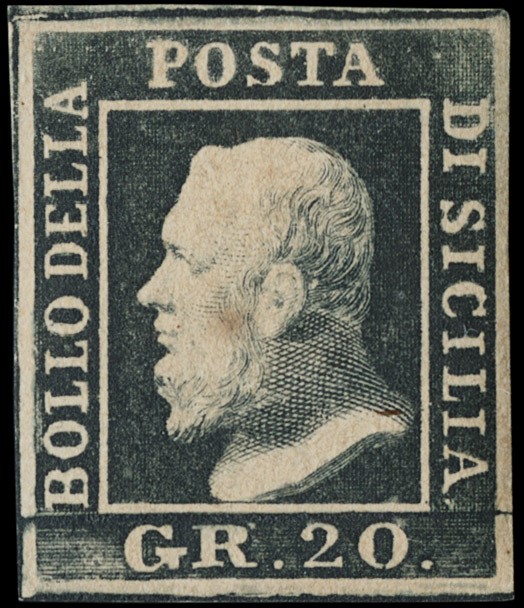 BOLLO DELLA
POSTA
DI SICILIA
GR. 20.